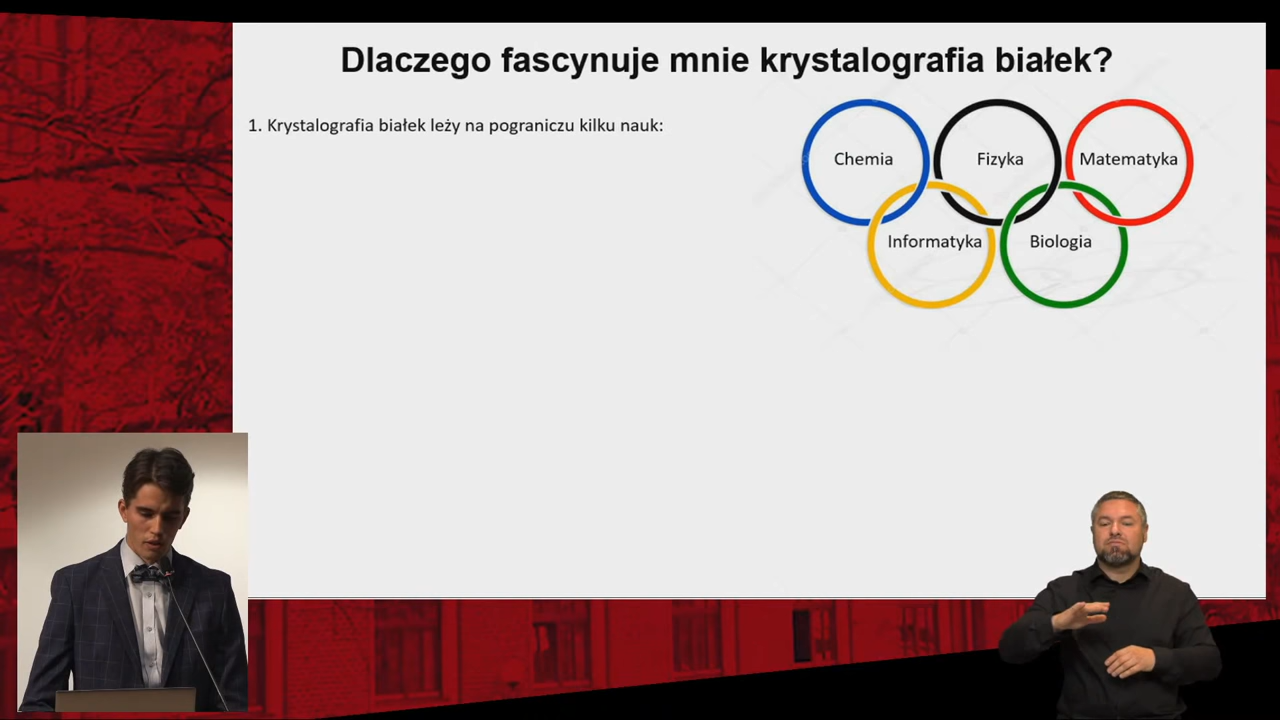 Dlaczego fascynuje mnie krystalografia białek?
1. Krystalografia białek leży na pograniczu kilku nauk:
Chemia
Fizyka
Matematyka
Informatyka
Biologia